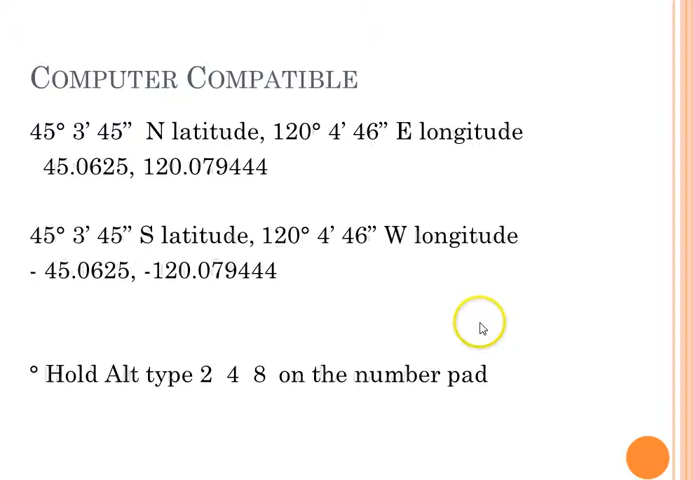 COMPUTER COMPATIBLE
45° 3’ 45” N latitude, 120° 4’ 46” E longitude
45.0625, 120.079444
45° 3’ 45” S latitude, 120° 4’ 46” W longitude
- 45.0625, -120.079444
° Hold Alt type 2 4 8 on the number pad